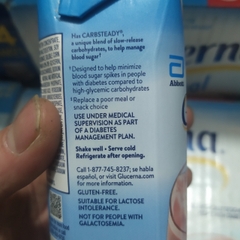 Has CARBSTEADY®,
a unique blend of slow-release
carbohydrates, to help manage
blood sugar†
†Designed to help minimize
blood sugar spikes in people
with diabetes compared to
high-glycemic carbohydrates
‡Replace a poor meal or
snack choice
USE UNDER MEDICAL
SUPERVISION AS PART
OF A DIABETES
MANAGEMENT PLAN.
Shake well • Serve cold
Refrigerate after opening.
Call 1-877-745-8237; se habla
español, or visit Glucerna.com
for more information.
GLUTEN-FREE.
SUITABLE FOR LACTOSE
INTOLERANCE.
NOT FOR PEOPLE WITH
GALACTOSEMIA.
Abbott